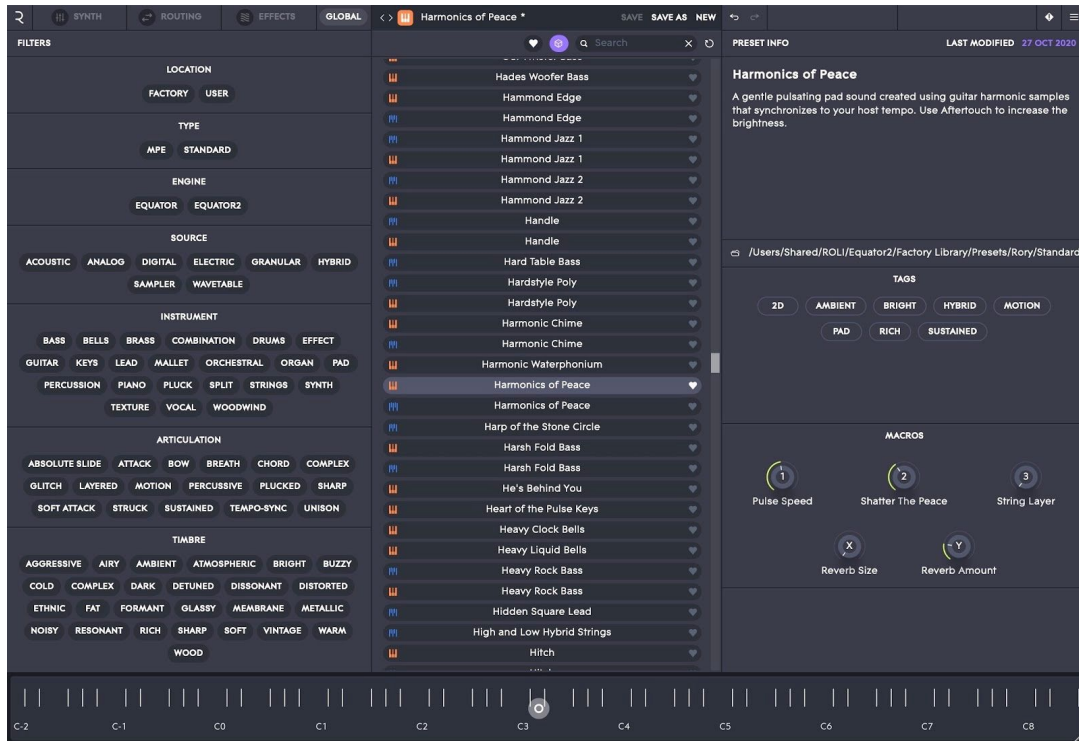 SYNTH ROUTING EFFECTS GLOBAL
Harmonics of Peace * SAVE SAVE AS NEW
FILTERS
LOCATION
FACTORY USER
TYPE
MPE STANDARD
ENGINE
EQUATOR EQUATOR2
SOURCE
ACOUSTIC ANALOG DIGITAL ELECTRIC GRANULAR HYBRID
SAMPLER WAVETABLE
INSTRUMENT
BASS BELLS BRASS COMBINATION DRUMS EFFECT
GUITAR KEYS LEAD MALLET ORCHESTRAL ORGAN PAD
PERCUSSION PIANO PLUCK SPLIT STRINGS SYNTH
TEXTURE VOCAL WOODWIND
ARTICULATION
ABSOLUTE SLIDE ATTACK BOW BREATH CHORD COMPLEX
GLITCH LAYERED MOTION PERCUSSIVE PLUCKED SHARP
SOFT ATTACK STRUCK SUSTAINED TEMPO-SYNC UNISON
TIMBRE
AGGRESSIVE AIRY AMBIENT ATMOSPHERIC BRIGHT BUZZY
COLD COMPLEX DARK DETUNED DISSONANT DISTORTED
ETHNIC FAT FORMANT GLASSY MEMBRANE METALLIC
NOISY RESONANT RICH SHARP SOFT VINTAGE WARM
WOOD
Search
Hades Woofer Bass
Hammond Edge
Hammond Edge
Hammond Jazz 1
Hammond Jazz 1
Hammond Jazz 2
Hammond Jazz 2
Handle
Handle
Hard Table Bass
Hardstyle Poly
Hardstyle Poly
Harmonic Chime
Harmonic Chime
Harmonic Waterphonium
Harmonics of Peace
Harmonics of Peace
Harp of the Stone Circle
Harsh Fold Bass
Harsh Fold Bass
He's Behind You
Heart of the Pulse Keys
Heavy Clock Bells
Heavy Liquid Bells
Heavy Rock Bass
Heavy Rock Bass
Hidden Square Lead
High and Low Hybrid Strings
Hitch
PRESET INFO LAST MODIFIED 27 OCT 2020
Harmonics of Peace
A gentle pulsating pad sound created using guitar harmonic samples
that synchronizes to your host tempo. Use Aftertouch to increase the
brightness.
/Users/Shared/ROLI/Equator2/Factory Library/Presets/Rory/Standard
TAGS
2D AMBIENT BRIGHT HYBRID MOTION
PAD RICH SUSTAINED
MACROS
1 2 3
Pulse Speed Shatter The Peace String Layer
X Y
Reverb Size Reverb Amount
C-2 C-1 C0 C1 C2 C3 C4 C5 C6 C7 C8